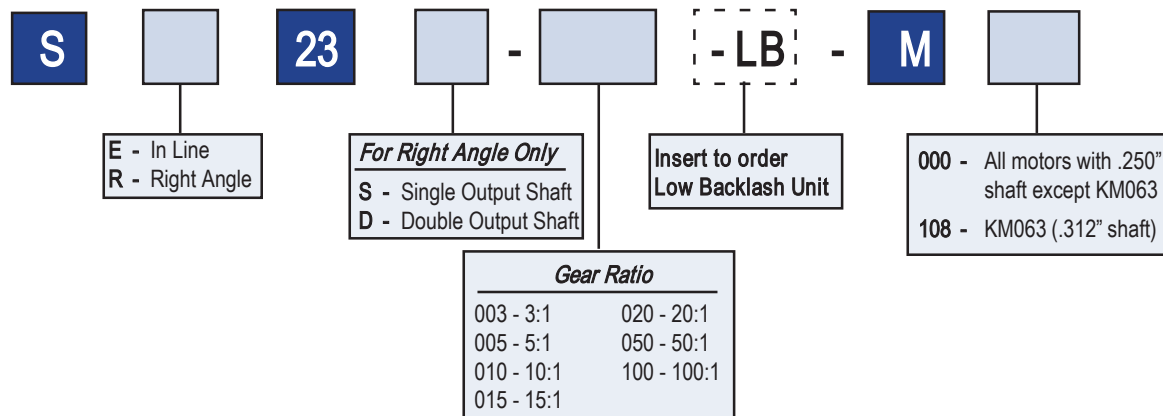 S 23 - - LB - M
E - In Line
R - Right Angle
For Right Angle Only
S - Single Output Shaft
D - Double Output Shaft
Insert to order
Low Backlash Unit
000 - All motors with .250”
shaft except KM063
108 - KM063 (.312” shaft)
Gear Ratio
003 - 3:1 020 - 20:1
005 - 5:1 050 - 50:1
010 - 10:1 100 - 100:1
015 - 15:1